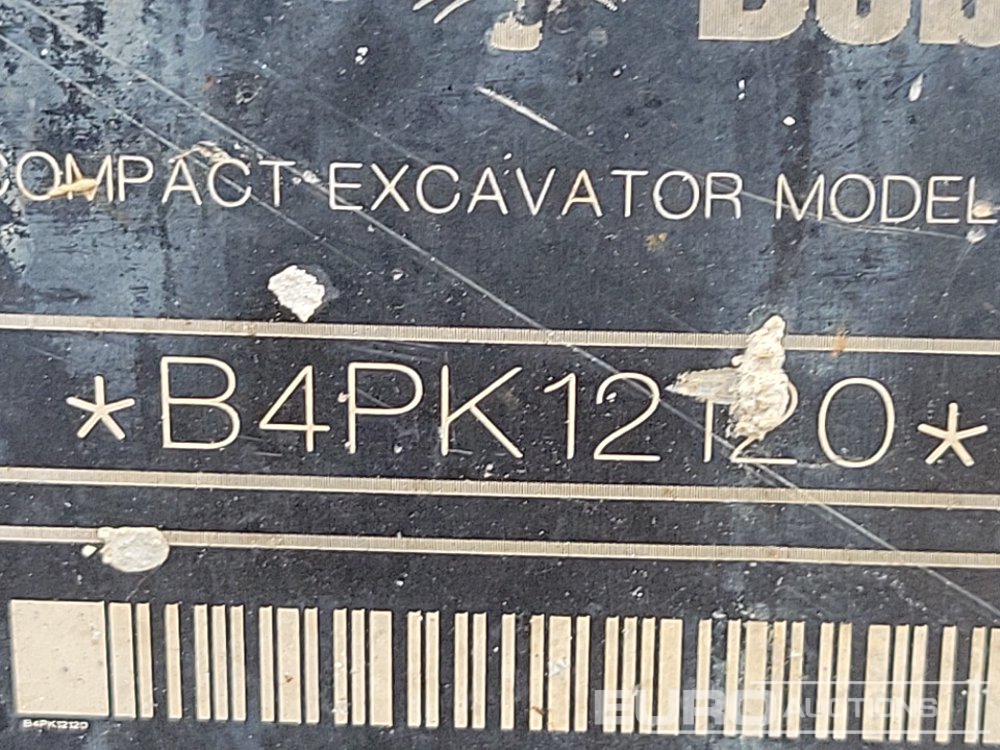 COMPACT EXCAVATOR MODEL
*B4PK12120*
B4PK12120
EURO AUCTIONS